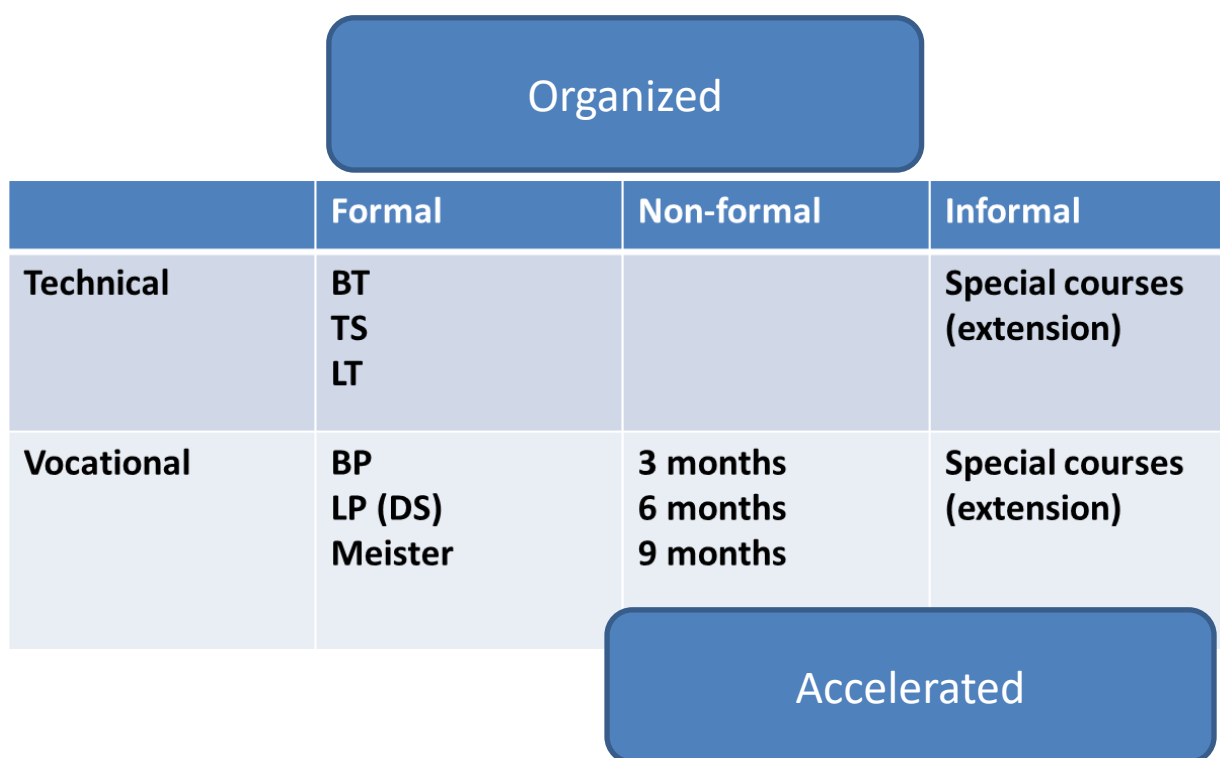 Organized
Formal
Non-formal
Informal
Technical
BT
TS
LT
Special courses
(extension)
Vocational
BP
LP (DS)
Meister
3 months
6 months
9 months
Special courses
(extension)
Accelerated